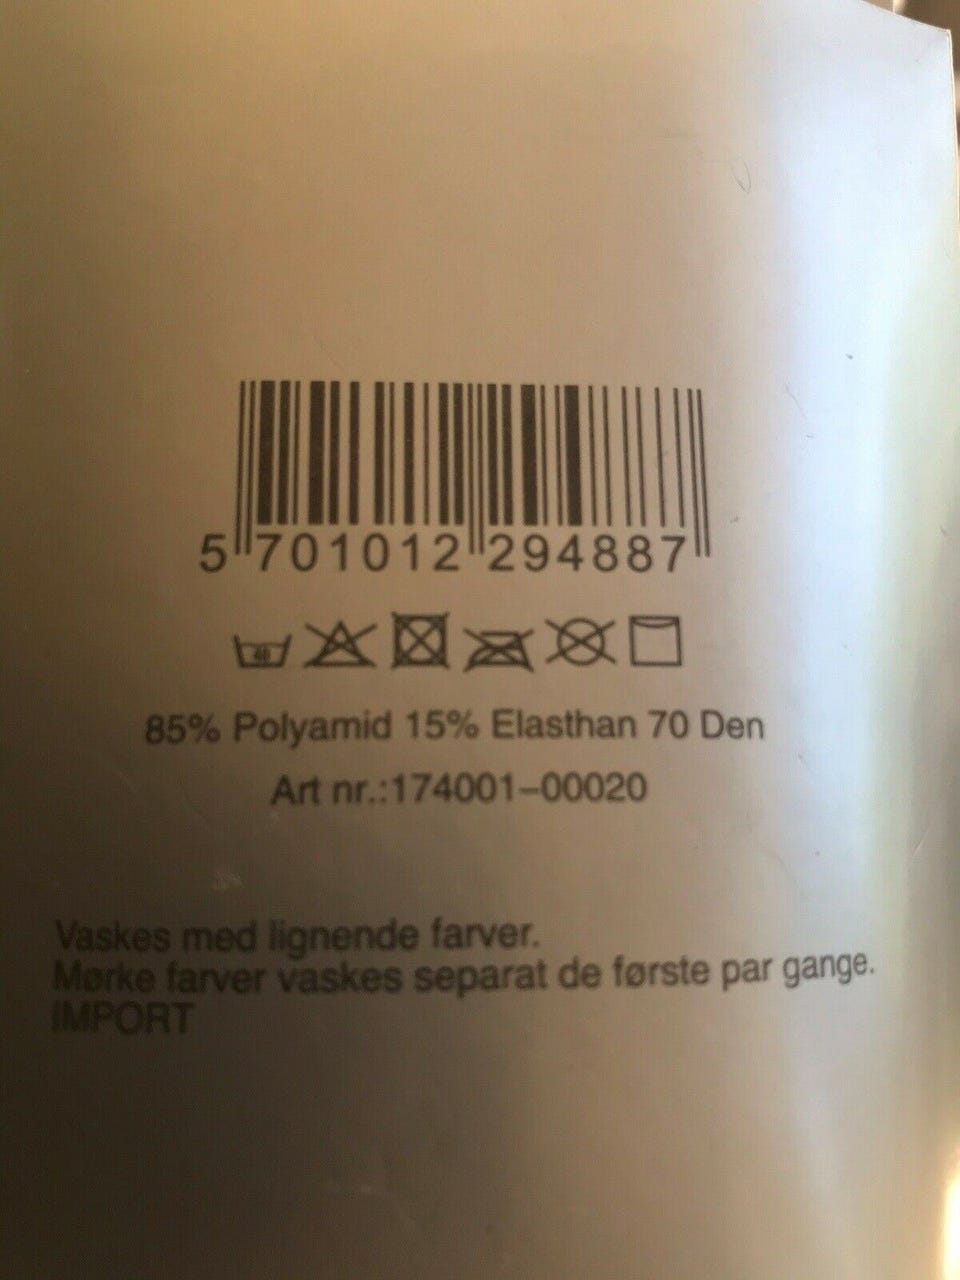 5 701012 294887
40
85% Polyamid 15% Elasthan 70 Den
Art nr.:174001-00020
Vaskes med lignende farver.
Mørke farver vaskes separat de første par gange.
IMPORT